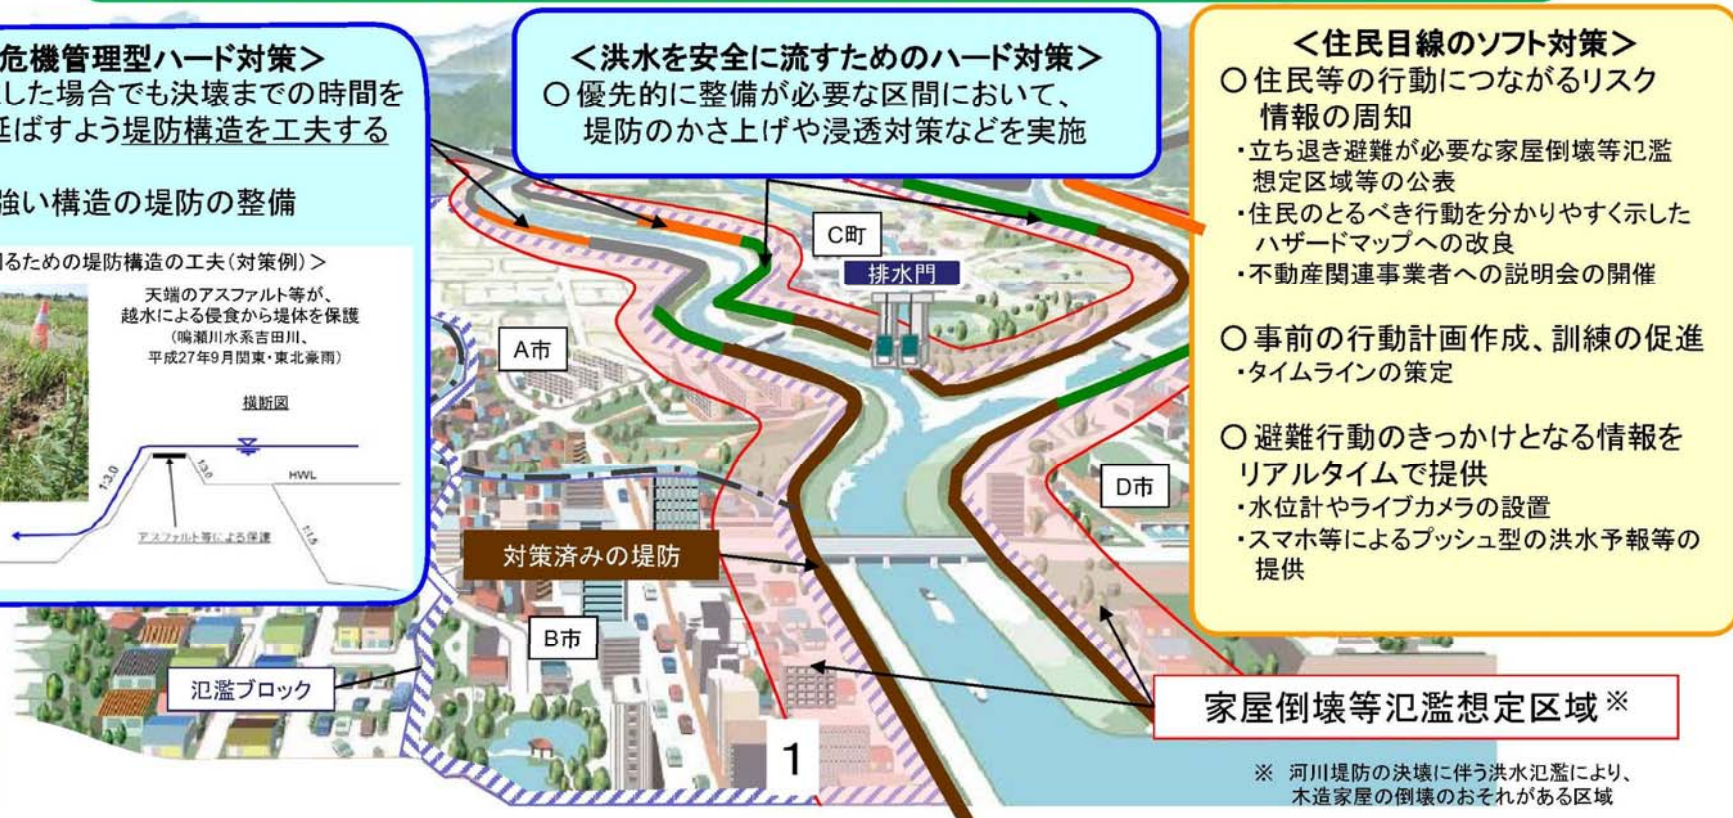 危機管理型ハード対策＞
した場合でも決壊までの時間を
延ばすよう堤防構造を工夫する
強い構造の堤防の整備
るための堤防構造の工夫(対策例)＞
天端のアスファルト等が、
越水による侵食から堤体を保護
(鳴瀬川水系吉田川、
平成27年9月関東・東北豪雨)
横断図
1:3.0
1:3.0
HWL
1:1.5
アスファルト等による保護
＜洪水を安全に流すためのハード対策＞
○優先的に整備が必要な区間において、
堤防のかさ上げや浸透対策などを実施
＜住民目線のソフト対策＞
○住民等の行動につながるリスク
情報の周知
・立ち退き避難が必要な家屋倒壊等氾濫
想定区域等の公表
・住民のとるべき行動を分かりやすく示した
ハザードマップへの改良
・不動産関連事業者への説明会の開催
○事前の行動計画作成、訓練の促進
・タイムラインの策定
○避難行動のきっかけとなる情報を
リアルタイムで提供
・水位計やライブカメラの設置
・スマホ等によるプッシュ型の洪水予報等の
提供
C町
排水門
A市
D市
対策済みの堤防
B市
氾濫ブロック
1
家屋倒壊等氾濫想定区域※
※ 河川堤防の決壊に伴う洪水氾濫により、
木造家屋の倒壊のおそれがある区域